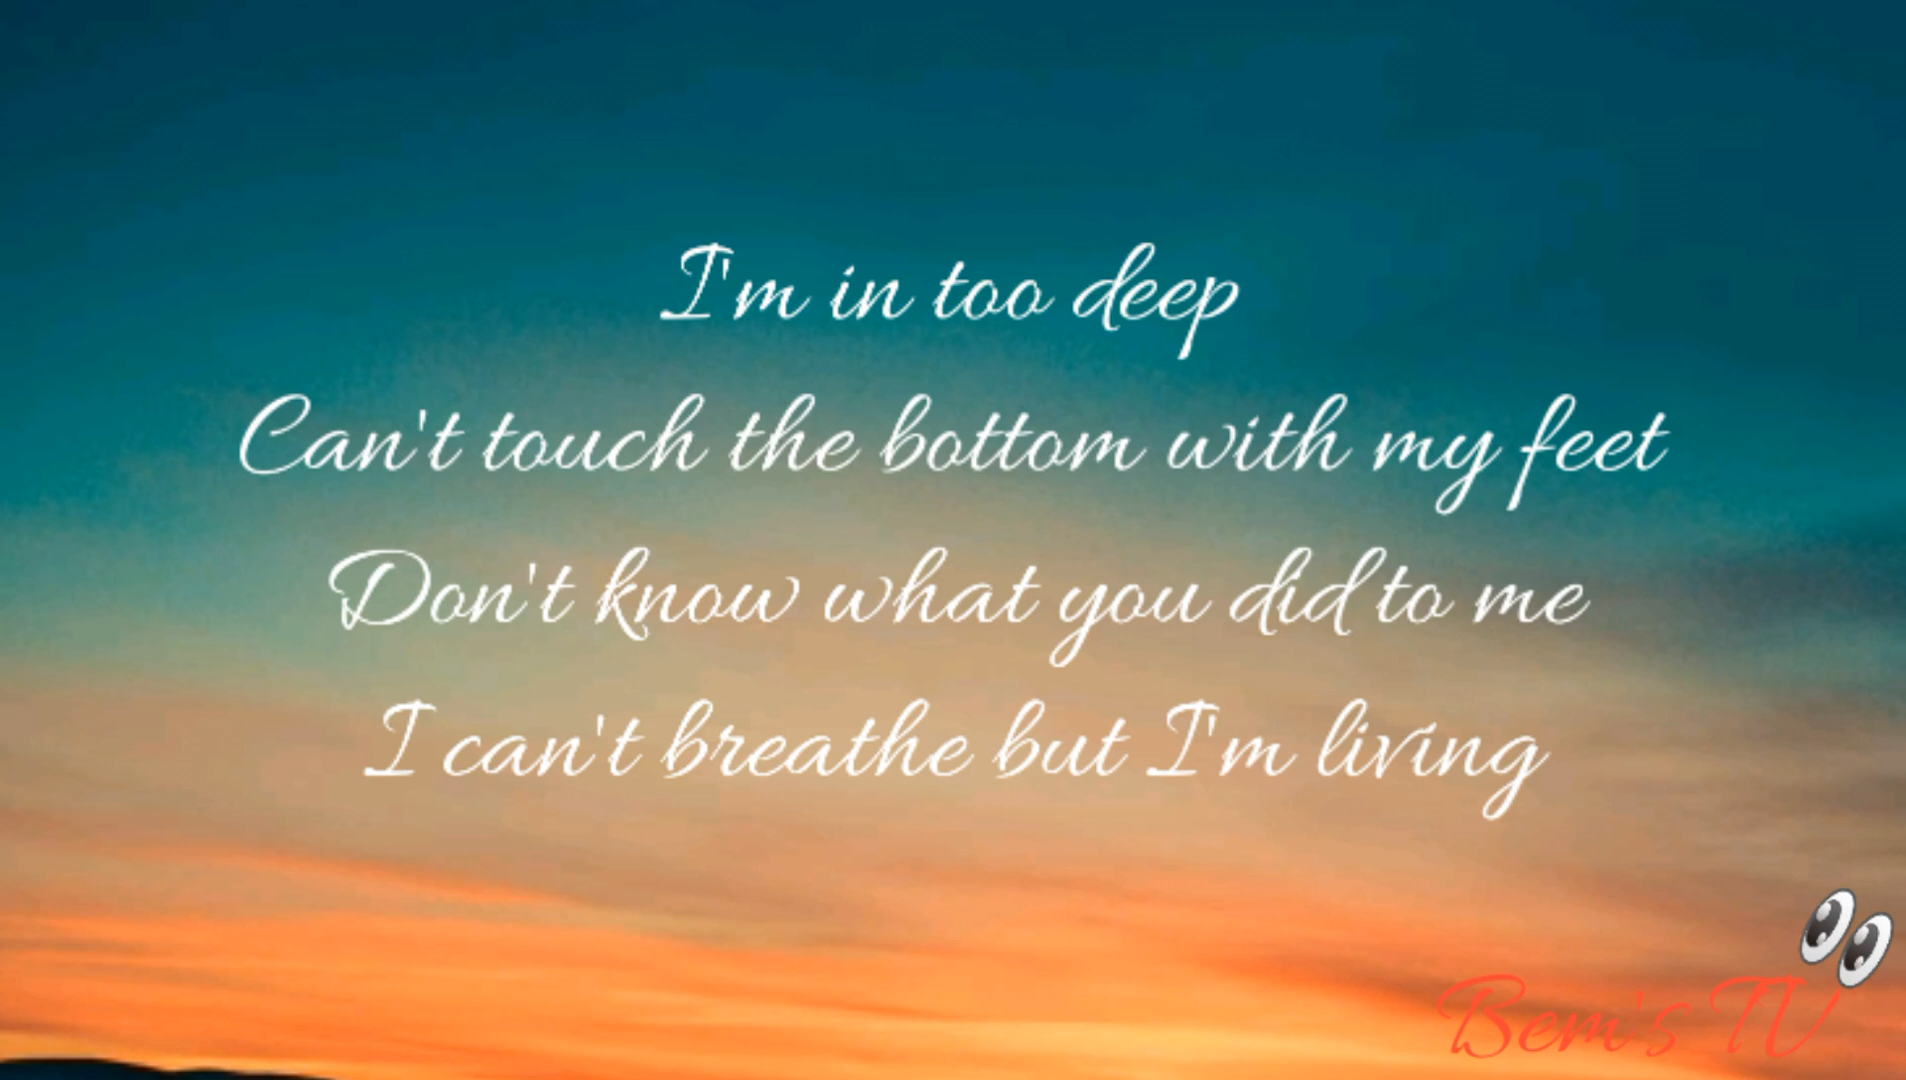 I'm in too deep
Can't touch the bottom with my feet
Don't know what you did to me
I can't breathe but I'm living
Bem's TV